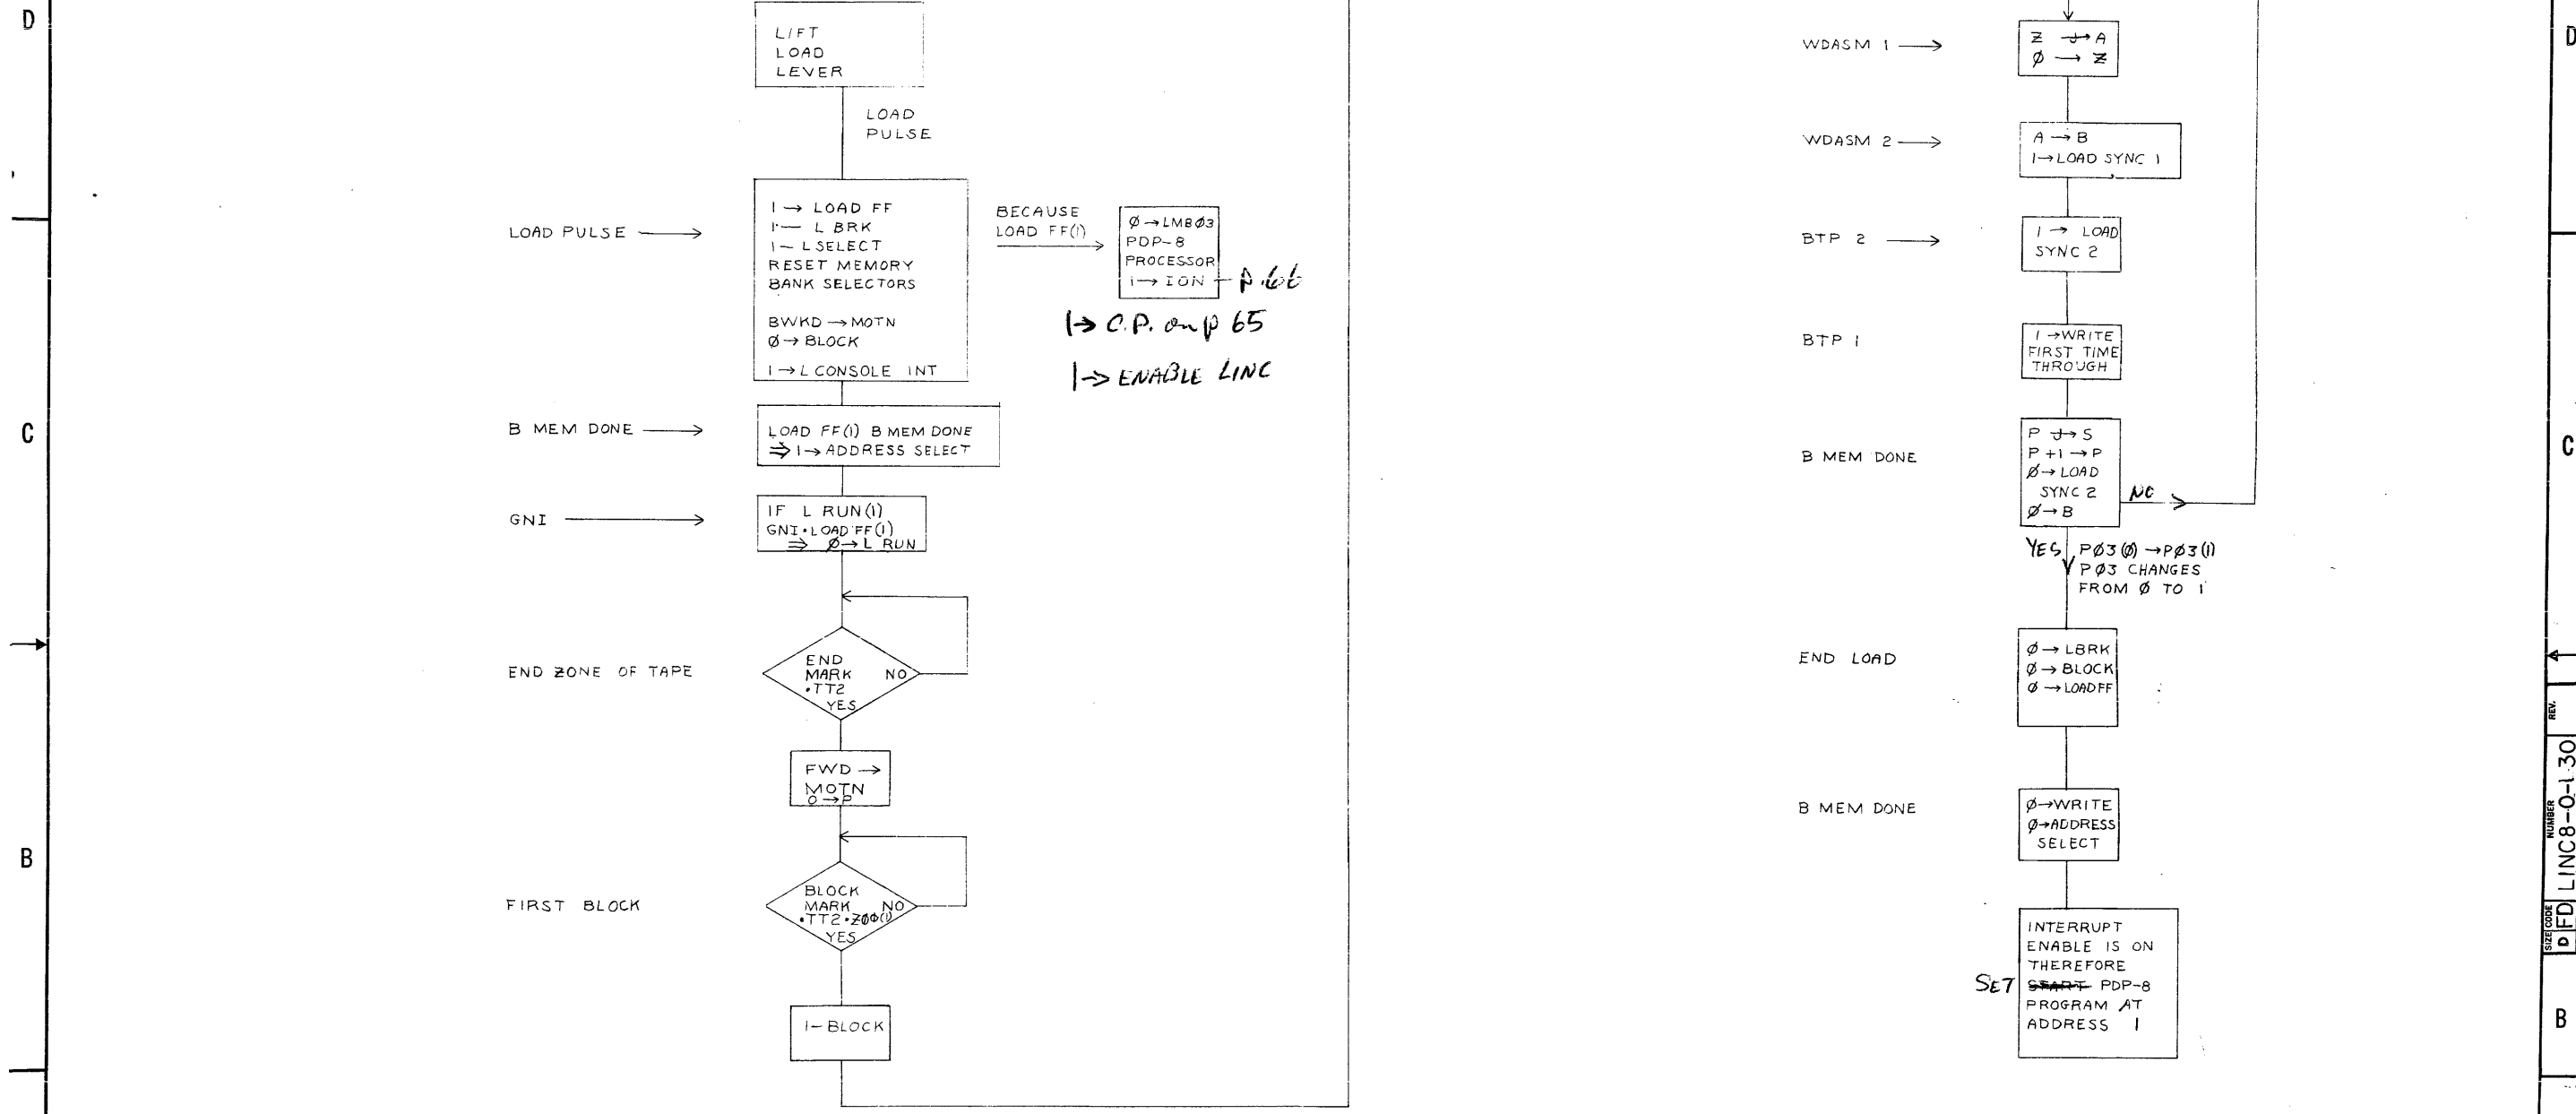 D
LIFT
LOAD
LEVER
LOAD
PULSE
LOAD PULSE →
1 → LOAD FF
1 — L BRK
1 — L SELECT
RESET MEMORY
BANK SELECTORS
BWKD → MOTN
Ø → BLOCK
1 → L CONSOLE INT
BECAUSE
LOAD FF(1)
Ø → LMBØ3
PDP-8
PROCESSOR
1 → ION
p.66
1 → C.P. on p 65
1 → ENABLE LINC
C
B MEM DONE →
LOAD FF(1) B MEM DONE
⇒ 1 → ADDRESS SELECT
GNI →
IF L RUN(1)
GNI • LOAD FF(1)
⇒ Ø → L RUN
END ZONE OF TAPE
END
MARK NO
•TT2
YES
FWD →
MOTN
0 → P
B
FIRST BLOCK
BLOCK
MARK NO
•TT2•ZØØ(1)
YES
1 — BLOCK
WDASM 1 →
Z J→ A
Ø → Z
WDASM 2 →
A → B
1 → LOAD SYNC 1
BTP 2 →
1 → LOAD
SYNC 2
BTP 1
1 → WRITE
FIRST TIME
THROUGH
B MEM DONE
P J→ S
P +1 → P
Ø → LOAD
SYNC 2
Ø → B
NO
YES PØ3(Ø) → PØ3(1)
PØ3 CHANGES
FROM Ø TO 1
END LOAD
Ø → LBRK
Ø → BLOCK
Ø → LOADFF
B MEM DONE
Ø → WRITE
Ø → ADDRESS
SELECT
INTERRUPT
ENABLE IS ON
THEREFORE
SET START PDP-8
PROGRAM AT
ADDRESS 1
D
C
REV.
NUMBER
LINC8-0-L30
SIZE CODE
D FD
B